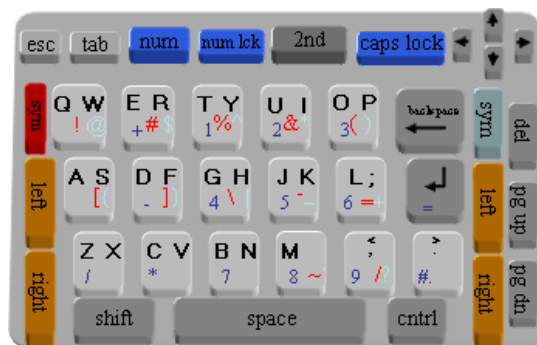 esc tab num num lck 2nd caps lock
sym Q W ! @ E R + # $ T Y 1 % ^ U I 2 & * O P 3 ( ) backspace sym del
left A S [ { D F - ] } G H 4 \ | J K 5 - _ L ; 6 = + = left pg up
right Z X / C V * B N 7 M 8 ~ < , 9 / ? > . #. right pg dn
shift space cntrl